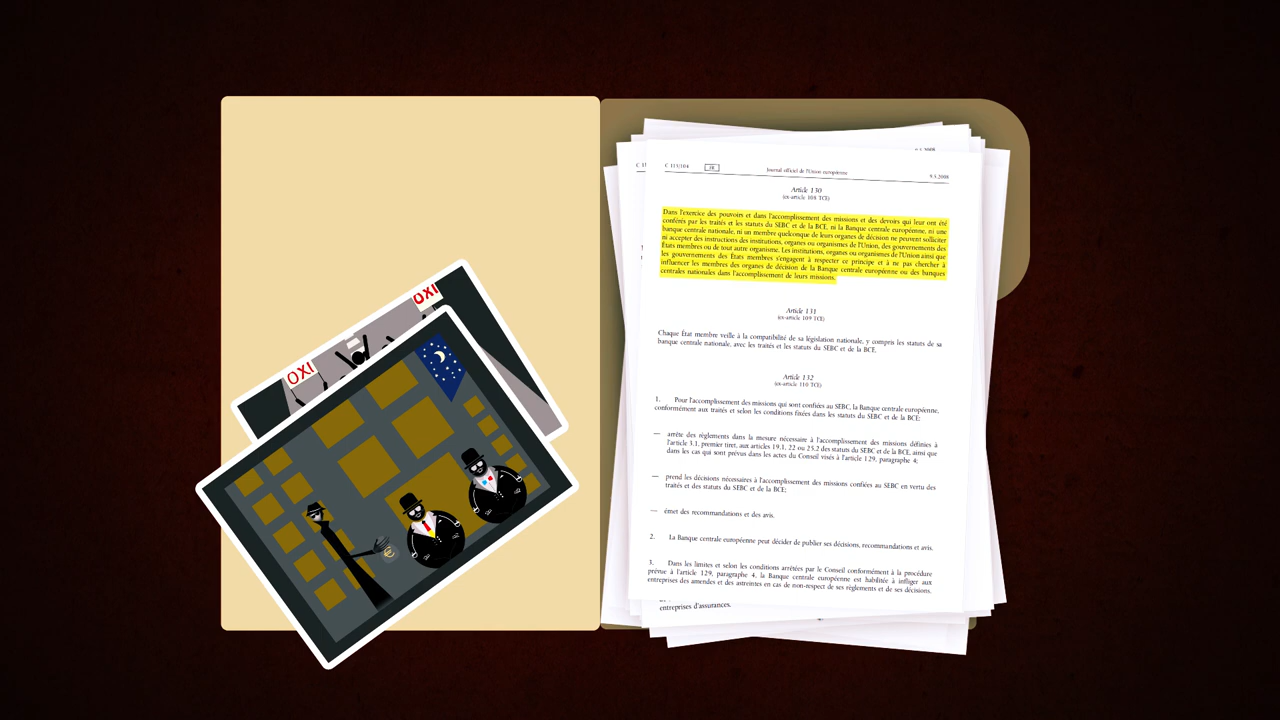 OXI
OXI
9.5.2008
C 11
C 115/104
FR
Journal officiel de l'Union européenne
9.5.2008
Article 130
(ex-article 108 TCE)
Dans l'exercice des pouvoirs et dans l'accomplissement des missions et des devoirs qui leur ont été
conférés par les traités et les statuts du SEBC et de la BCE, ni la Banque centrale européenne, ni une
banque centrale nationale, ni un membre quelconque de leurs organes de décision ne peuvent solliciter
ni accepter des instructions des institutions, organes ou organismes de l'Union, des gouvernements des
États membres ou de tout autre organisme. Les institutions, organes ou organismes de l'Union ainsi que
les gouvernements des États membres s'engagent à respecter ce principe et à ne pas chercher à
influencer les membres des organes de décision de la Banque centrale européenne ou des banques
centrales nationales dans l'accomplissement de leurs missions.
Article 131
(ex-article 109 TCE)
Chaque État membre veille à la compatibilité de sa législation nationale, y compris les statuts de sa
banque centrale nationale, avec les traités et les statuts du SEBC et de la BCE.
Article 132
(ex-article 110 TCE)
1. Pour l'accomplissement des missions qui sont confiées au SEBC, la Banque centrale européenne,
conformément aux traités et selon les conditions fixées dans les statuts du SEBC et de la BCE:
— arrête des règlements dans la mesure nécessaire à l'accomplissement des missions définies à
l'article 3.1, premier tiret, aux articles 19.1, 22 ou 25.2 des statuts du SEBC et de la BCE, ainsi que
dans les cas qui sont prévus dans les actes du Conseil visés à l'article 129, paragraphe 4;
— prend les décisions nécessaires à l'accomplissement des missions confiées au SEBC en vertu des
traités et des statuts du SEBC et de la BCE;
— émet des recommandations et des avis.
2. La Banque centrale européenne peut décider de publier ses décisions, recommandations et avis.
3. Dans les limites et selon les conditions arrêtées par le Conseil conformément à la procédure
prévue à l'article 129, paragraphe 4, la Banque centrale européenne est habilitée à infliger aux
entreprises des amendes et des astreintes en cas de non-respect de ses règlements et de ses décisions.
entreprises d'assurances.